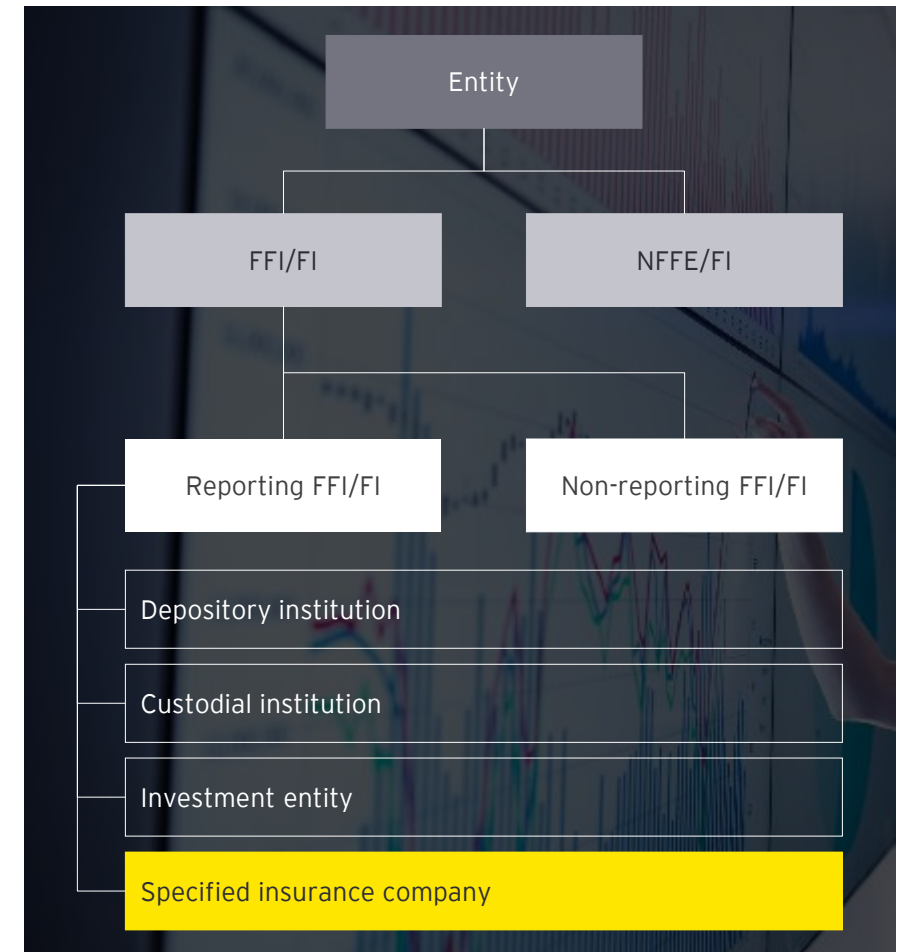 Entity
FFI/FI
NFFE/FI
Reporting FFI/FI
Non-reporting FFI/FI
Depository institution
Custodial institution
Investment entity
Specified insurance company